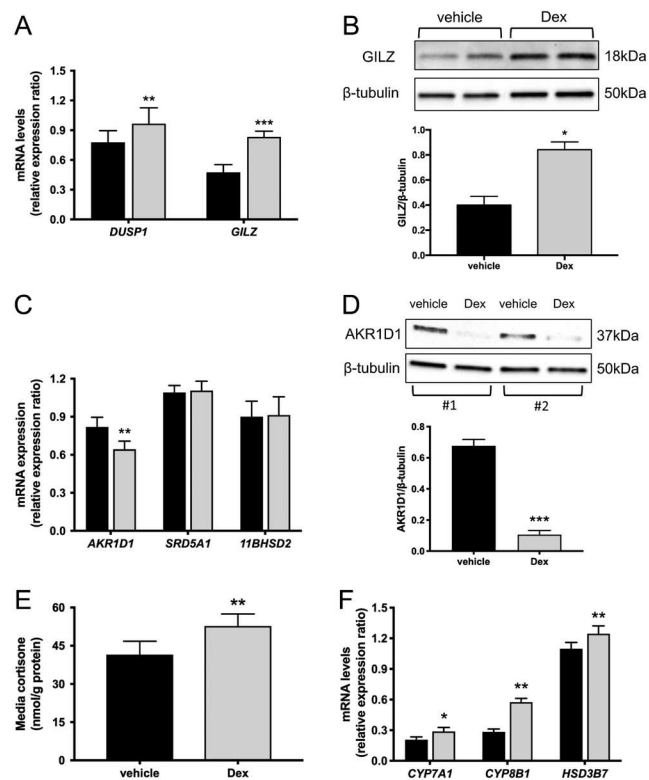 A
mRNA levels
(relative expression ratio)
1.5
1.2
0.9
0.6
0.3
0.0
**
***
DUSP1
GILZ
B
vehicle
Dex
GILZ
18kDa
β-tubulin
50kDa
GILZ/β-tubulin
1.0
0.8
0.6
0.4
0.2
0.0
*
vehicle
Dex
C
mRNA expression
(relative expression ratio)
1.2
0.9
0.6
0.3
0.0
**
AKR1D1
SRD5A1
11BHSD2
D
vehicle Dex vehicle Dex
AKR1D1
37kDa
β-tubulin
50kDa
#1
#2
AKR1D1/β-tubulin
0.8
0.6
0.4
0.2
0.0
***
vehicle
Dex
E
Media cortisone
(nmol/g protein)
60
45
30
15
0
**
vehicle
Dex
F
mRNA levels
(relative expression ratio)
1.5
1.2
0.9
0.6
0.3
0.0
*
**
**
CYP7A1
CYP8B1
HSD3B7